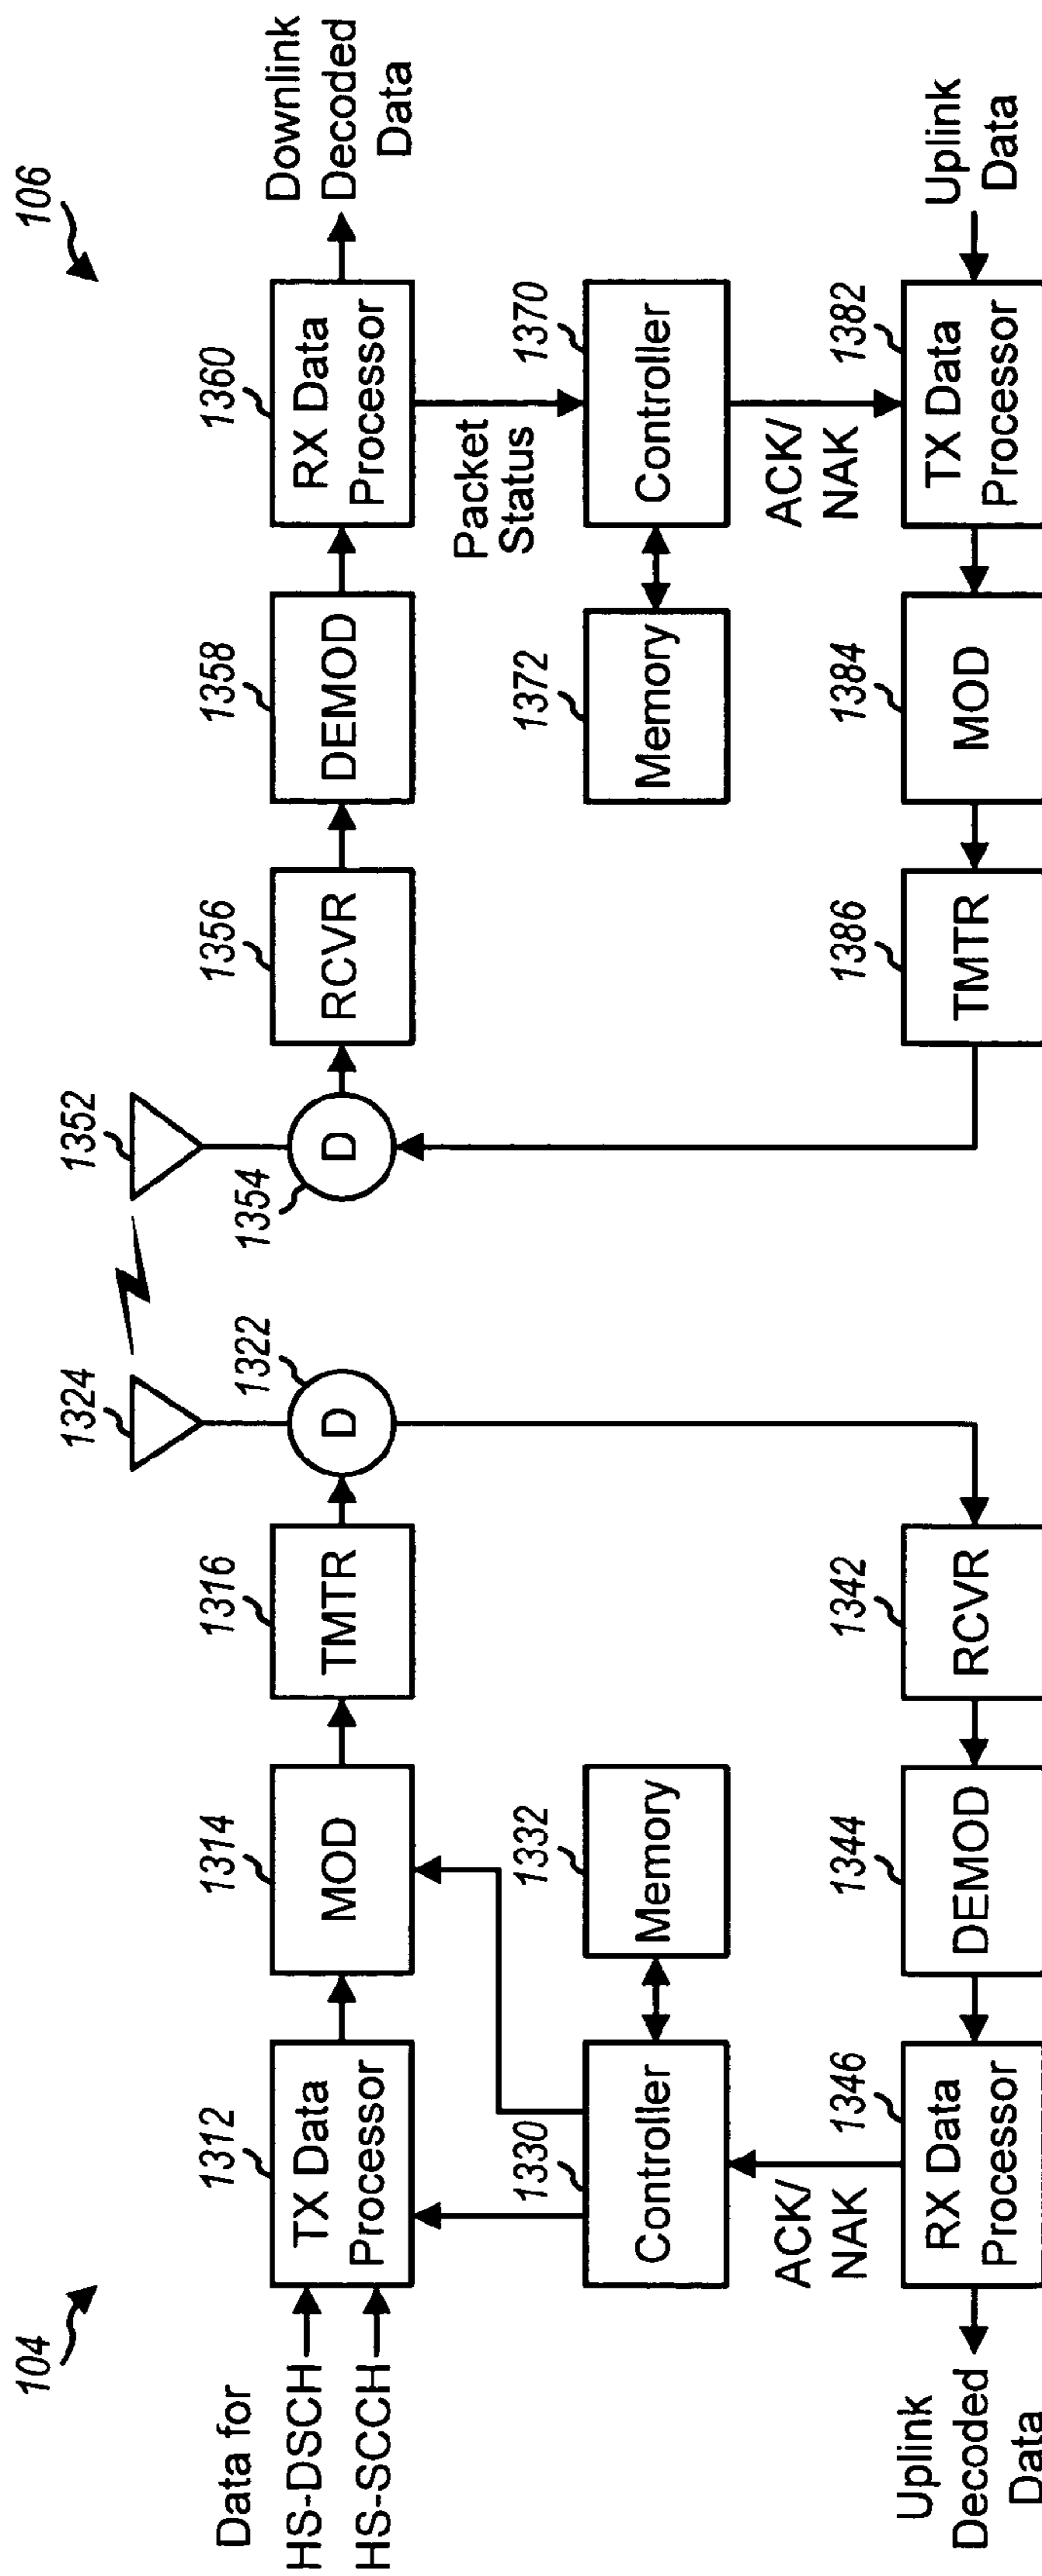 104
106
1324
1352
1312
1314
1316
1322
1354
1356
1358
1360
Data for
HS-DSCH
HS-SCCH
TX Data
Processor
MOD
TMTR
D
D
RCVR
DEMOD
RX Data
Processor
Downlink
Decoded
Data
Packet
Status
1330
1332
1372
1370
Controller
Memory
Memory
Controller
ACK/
NAK
ACK/
NAK
1346
1344
1342
1386
1384
1382
Uplink
Decoded
Data
RX Data
Processor
DEMOD
RCVR
TMTR
MOD
TX Data
Processor
Uplink
Data